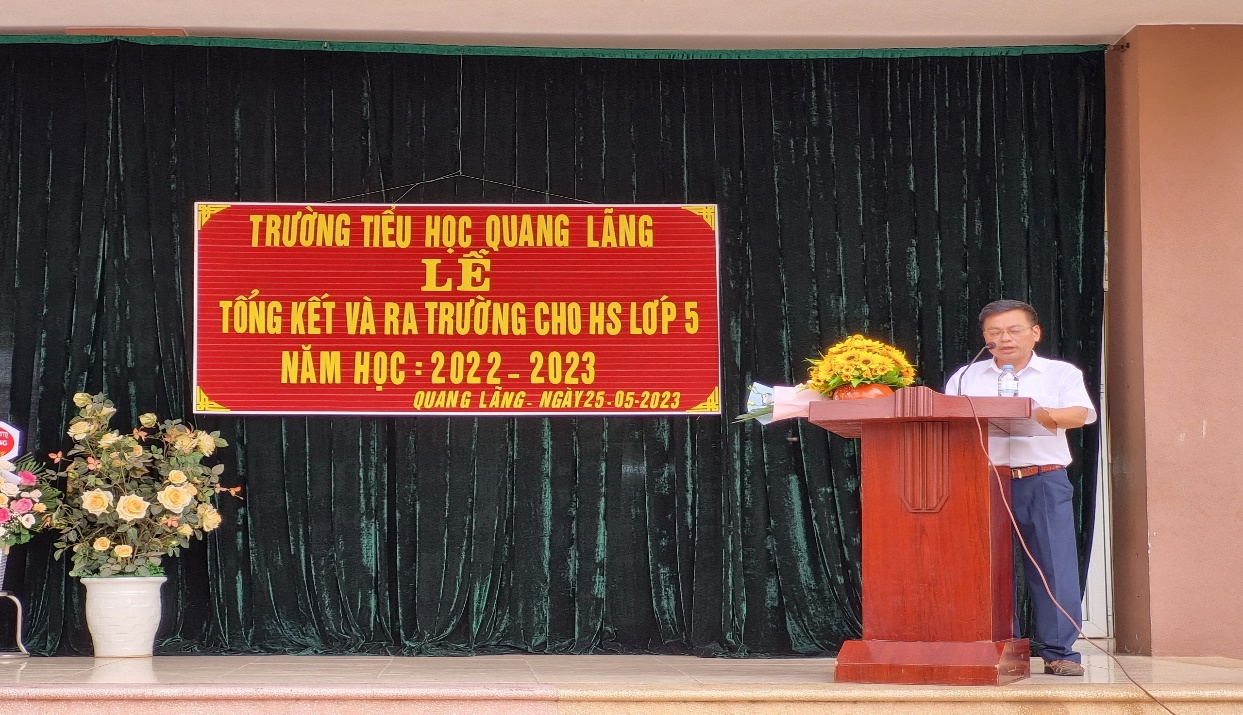 TRƯỜNG TIỂU HỌC QUANG LÃNG
LỄ
TỔNG KẾT VÀ RA TRƯỜNG CHO HS LỚP 5
NĂM HỌC : 2022 - 2023
QUANG LÃNG - NGÀY 25-05-2023